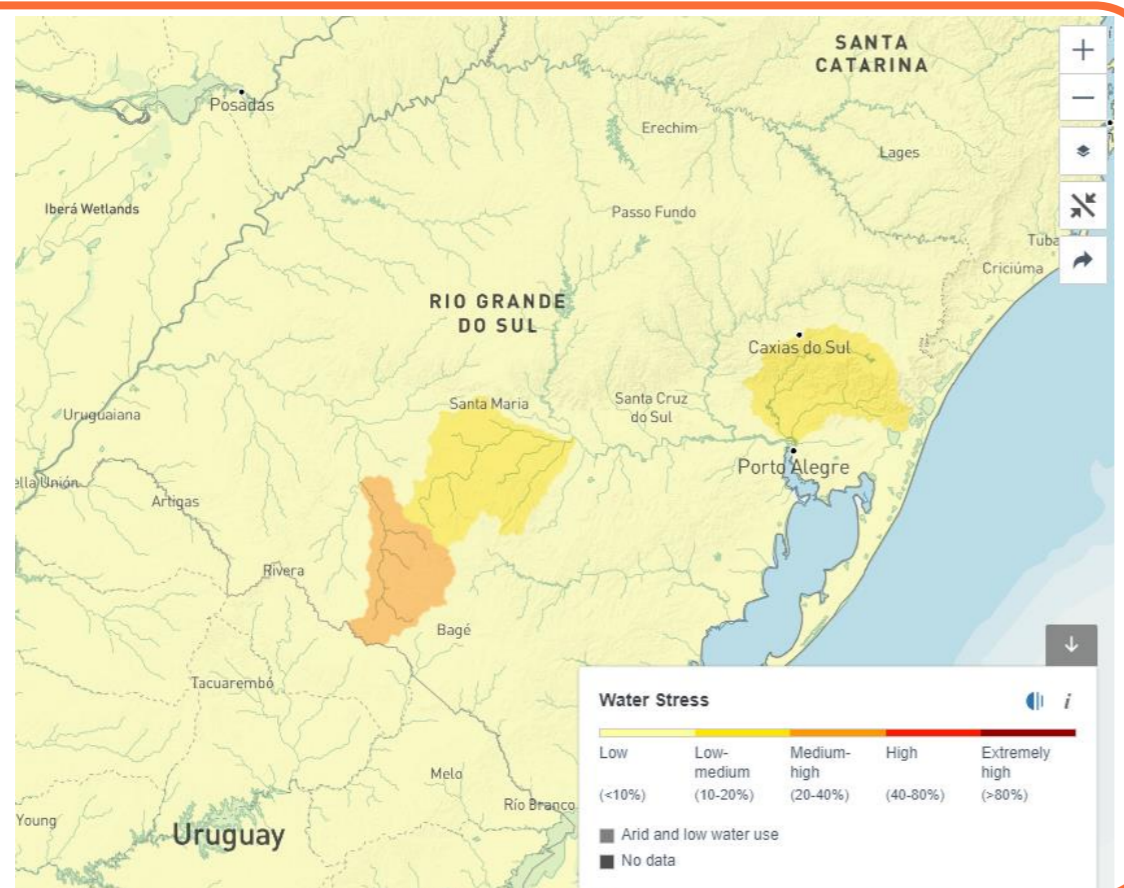 SANTA
CATARINA
Posadas
Erechim
Lages
Iberá Wetlands
Passo Fundo
Tuba
Criciúma
RIO GRANDE
DO SUL
Caxias do Sul
Santa Maria
Santa Cruz
do Sul
Uruguaiana
Porto Alegre
ella Unión
Artigas
Rivera
Bagé
Tacuarembó
Melo
Río Branco
Young
Uruguay
Water Stress
i
Low
Low-
medium
Medium-
high
High
Extremely
high
(<10%)
(10-20%)
(20-40%)
(40-80%)
(>80%)
Arid and low water use
No data